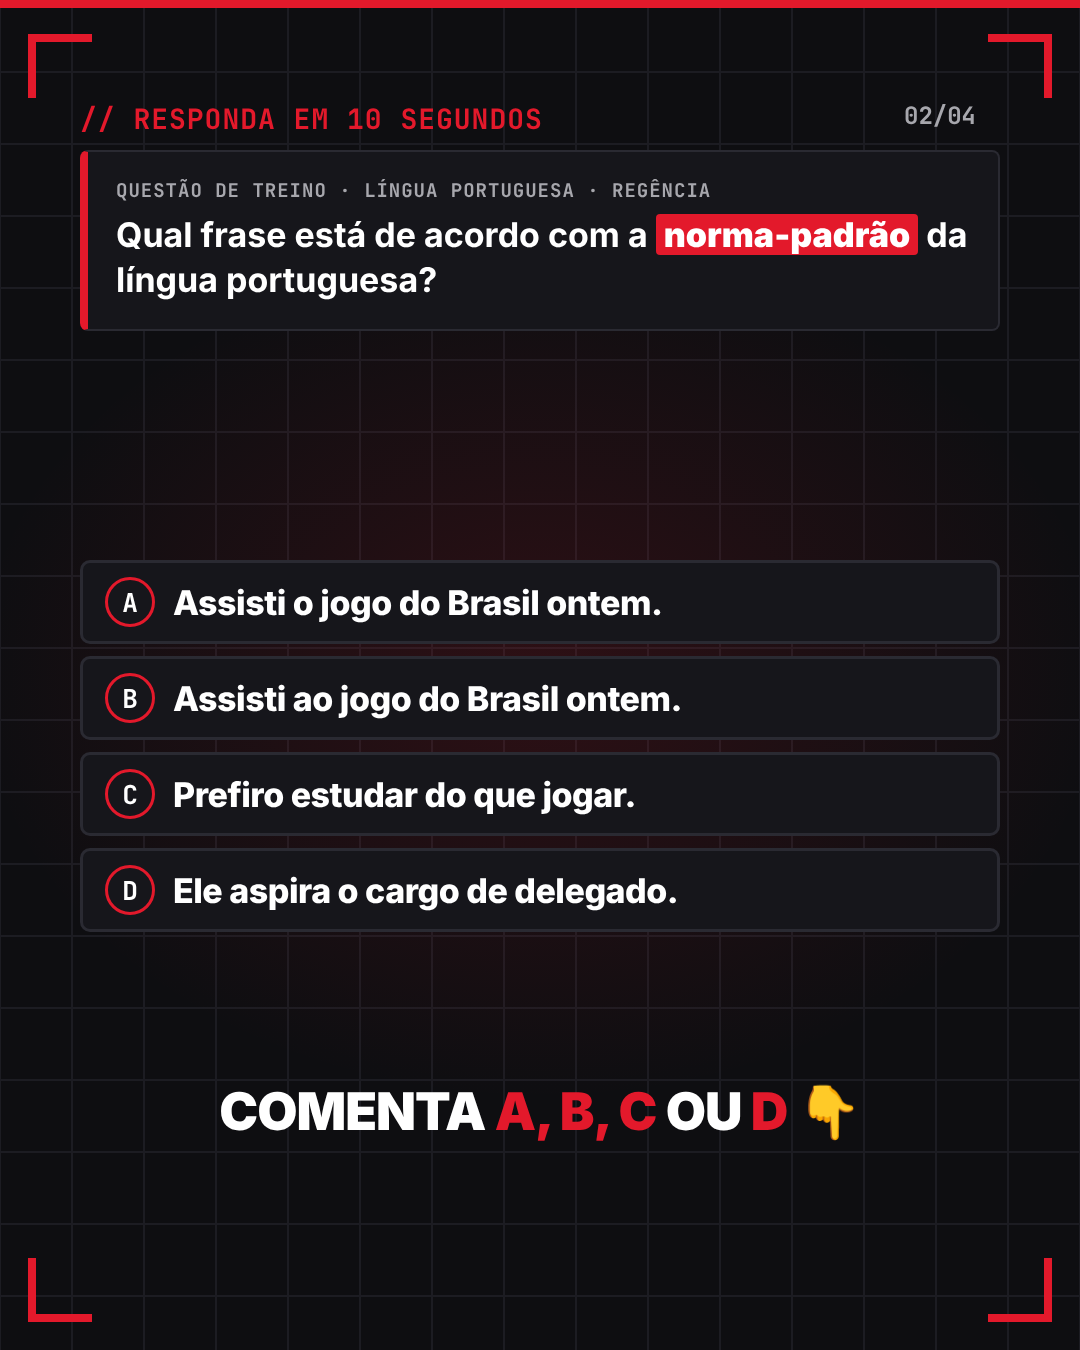 // RESPONDA EM 10 SEGUNDOS
02/04
QUESTÃO DE TREINO · LÍNGUA PORTUGUESA · REGÊNCIA
Qual frase está de acordo com a norma-padrão da
língua portuguesa?
A Assisti o jogo do Brasil ontem.
B Assisti ao jogo do Brasil ontem.
C Prefiro estudar do que jogar.
D Ele aspira o cargo de delegado.
COMENTA A, B, C OU D 👇